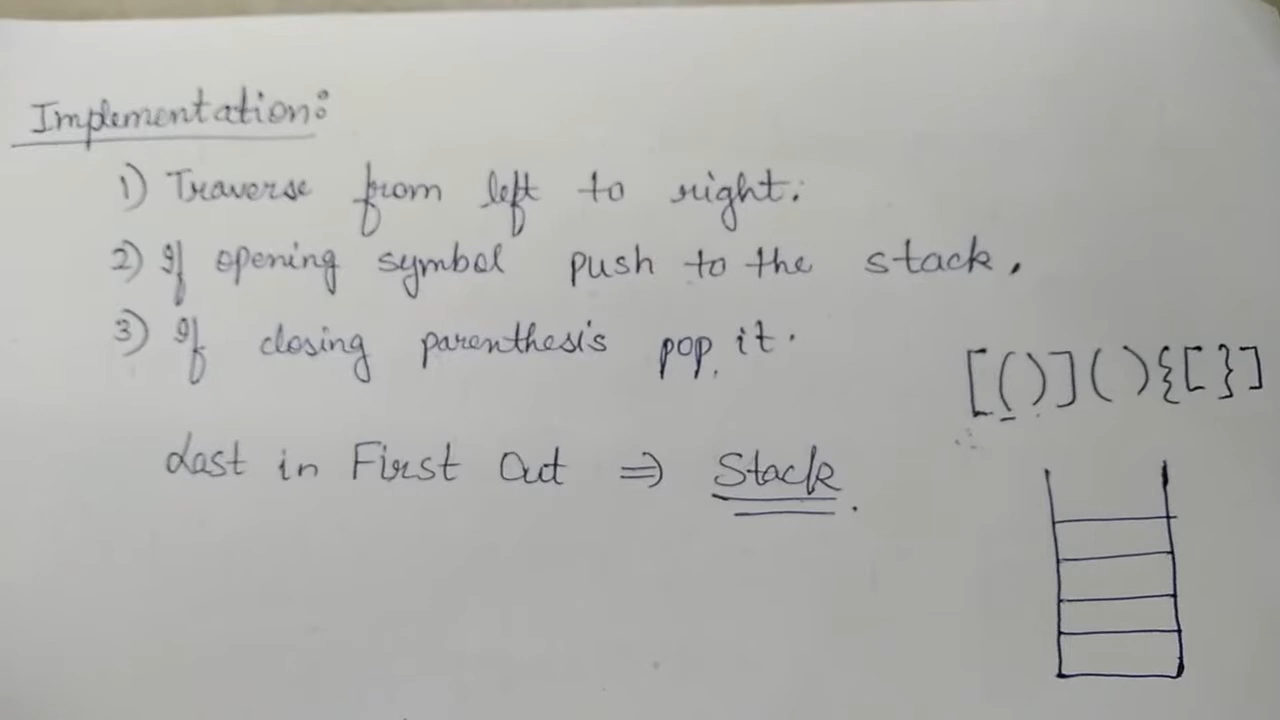 Implementation:
1) Traverse from left to right.
2) If opening symbol push to the stack.
3) If closing parenthesis pop it.
[()](){[}]
Last in First Out ⇒ Stack.